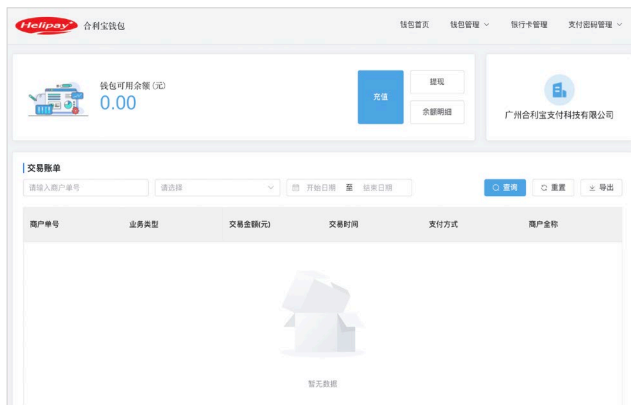 Helipay 合利宝钱包 钱包首页 钱包管理 银行卡管理 支付密码管理
钱包可用余额(元)
0.00
充值
提现
余额明细
广州合利宝支付科技有限公司
交易账单
请输入商户单号 请选择 开始日期 至 结束日期 查询 重置 导出
商户单号 业务类型 交易金额(元) 交易时间 支付方式 商户全称
暂无数据